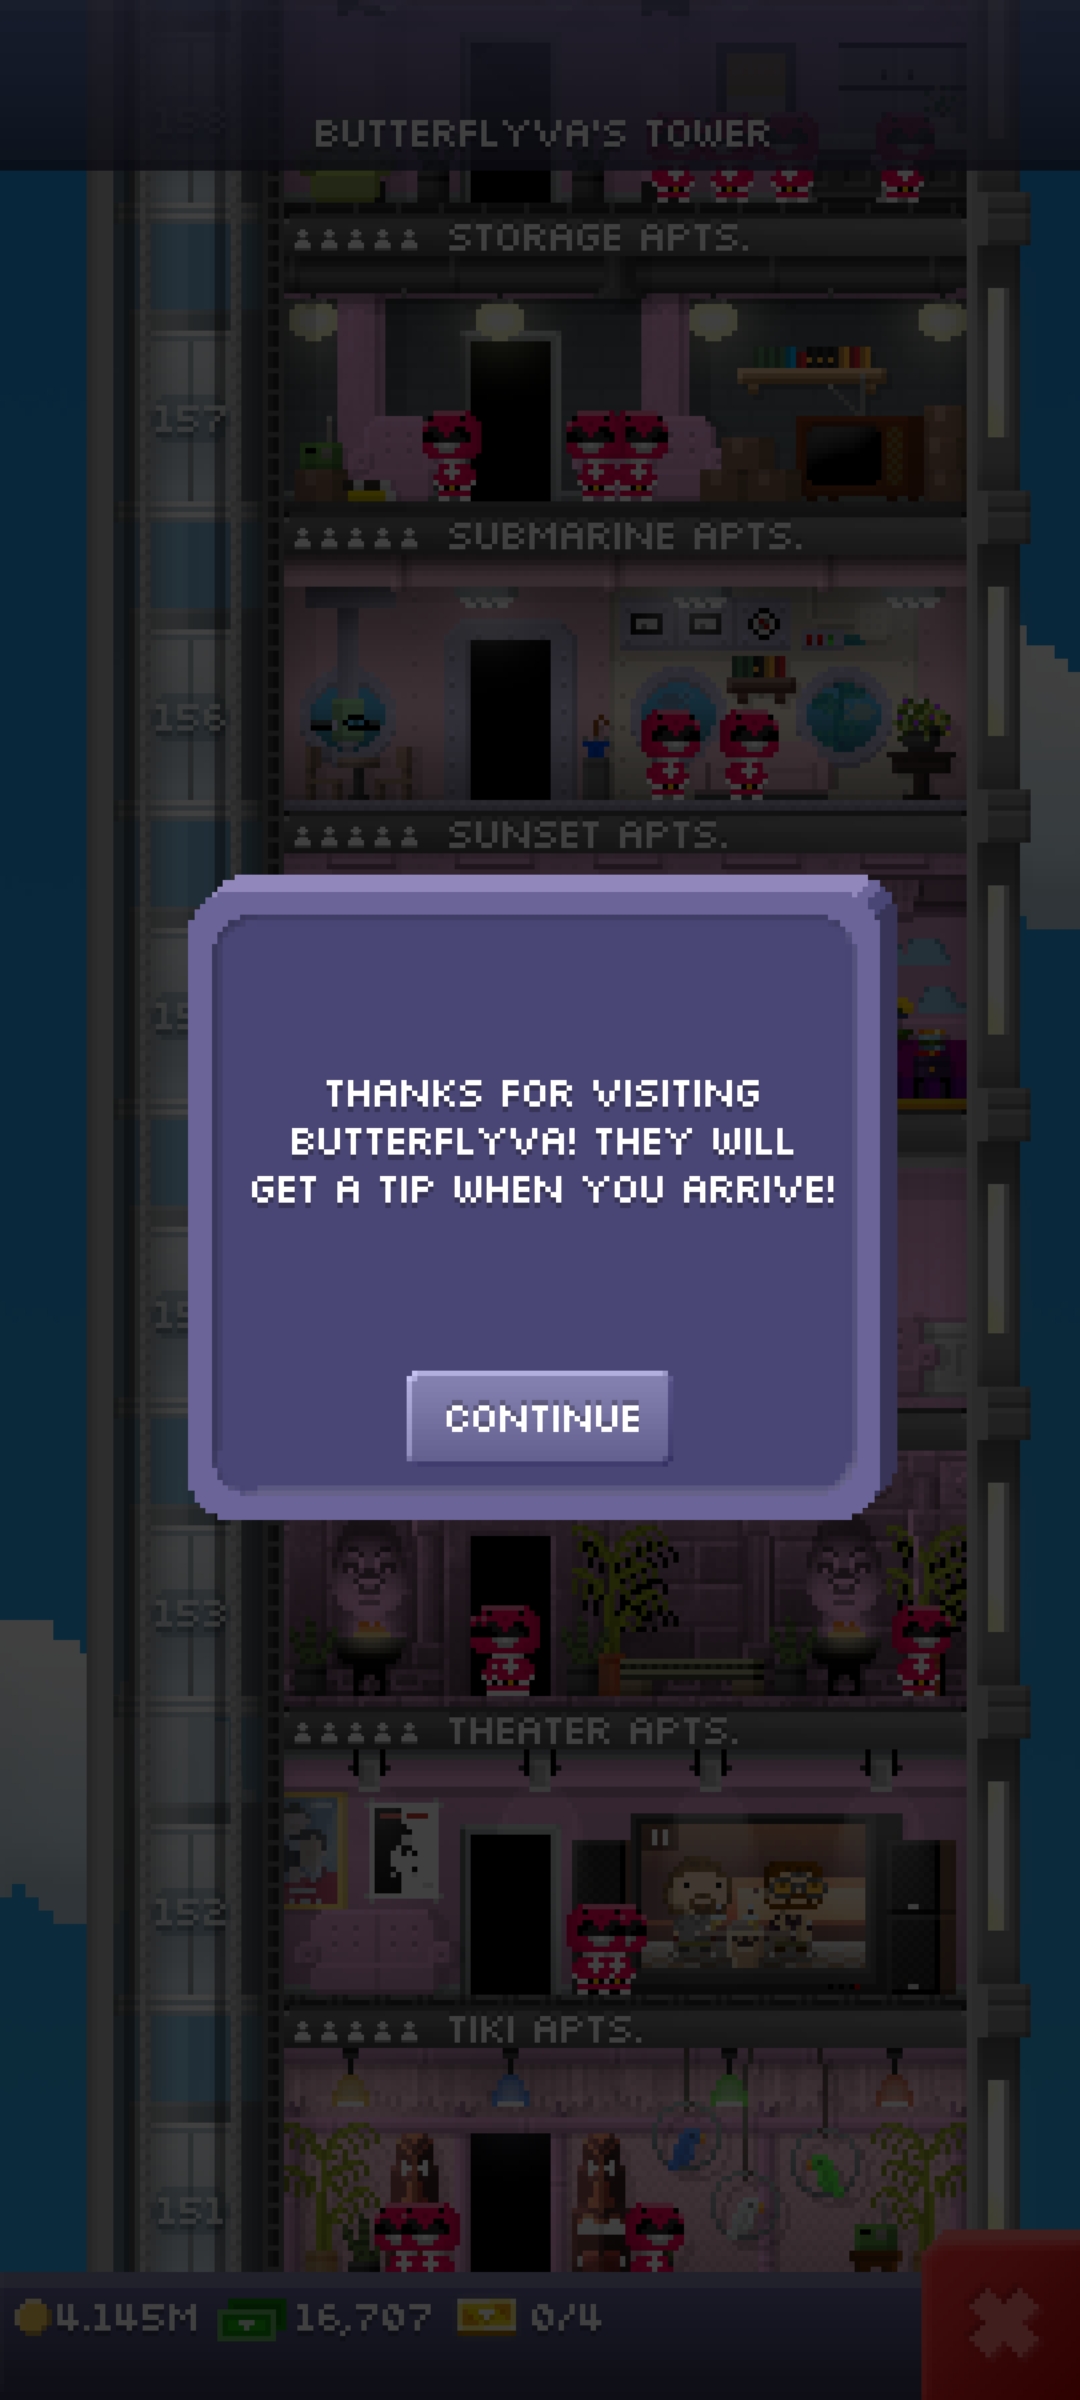 BUTTERFLYVA'S TOWER
STORAGE APTS.
157
SUBMARINE APTS.
156
SUNSET APTS.
THANKS FOR VISITING
BUTTERFLYVA! THEY WILL
GET A TIP WHEN YOU ARRIVE!
CONTINUE
153
THEATER APTS.
152
TIKI APTS.
151
4.145M 16,707 0/4